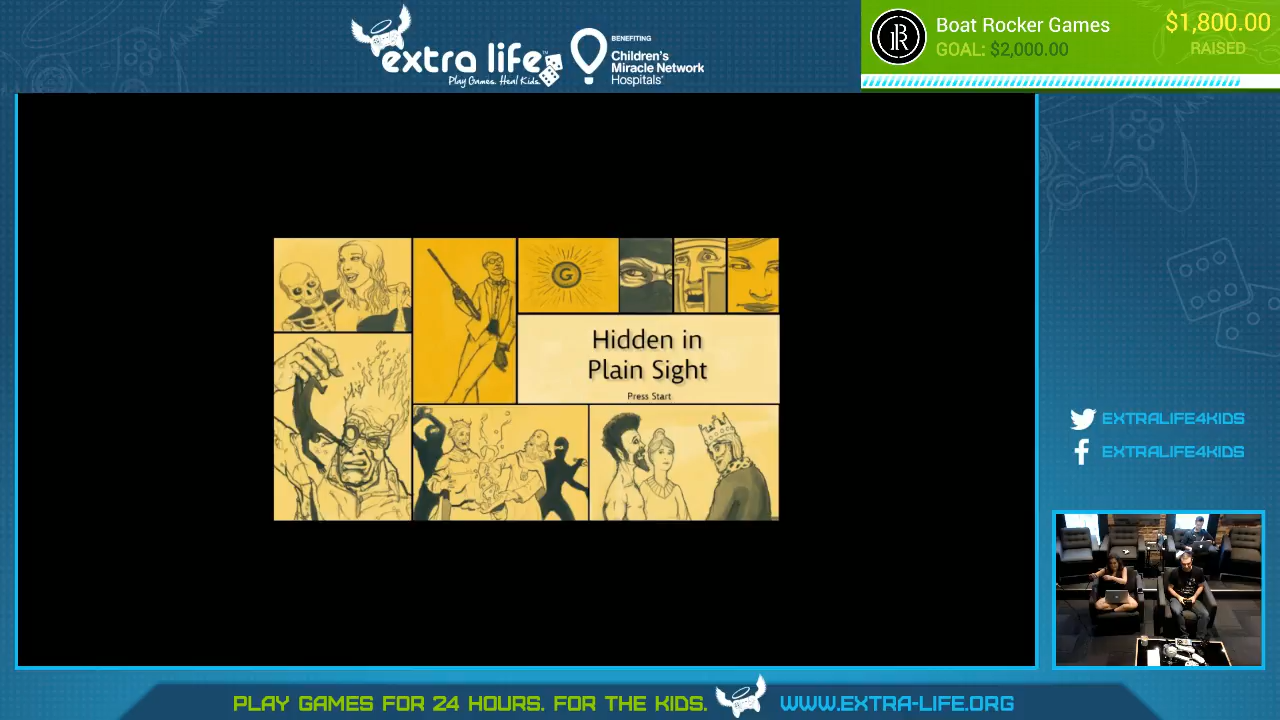 extra life
Play Games. Heal Kids.
BENEFITING
Children's
Miracle Network
Hospitals
Boat Rocker Games
GOAL: $2,000.00
$1,800.00
RAISED
G
Hidden in
Plain Sight
Press Start
EXTRALIFE4KIDS
EXTRALIFE4KIDS
PLAY GAMES FOR 24 HOURS. FOR THE KIDS.
WWW.EXTRA-LIFE.ORG